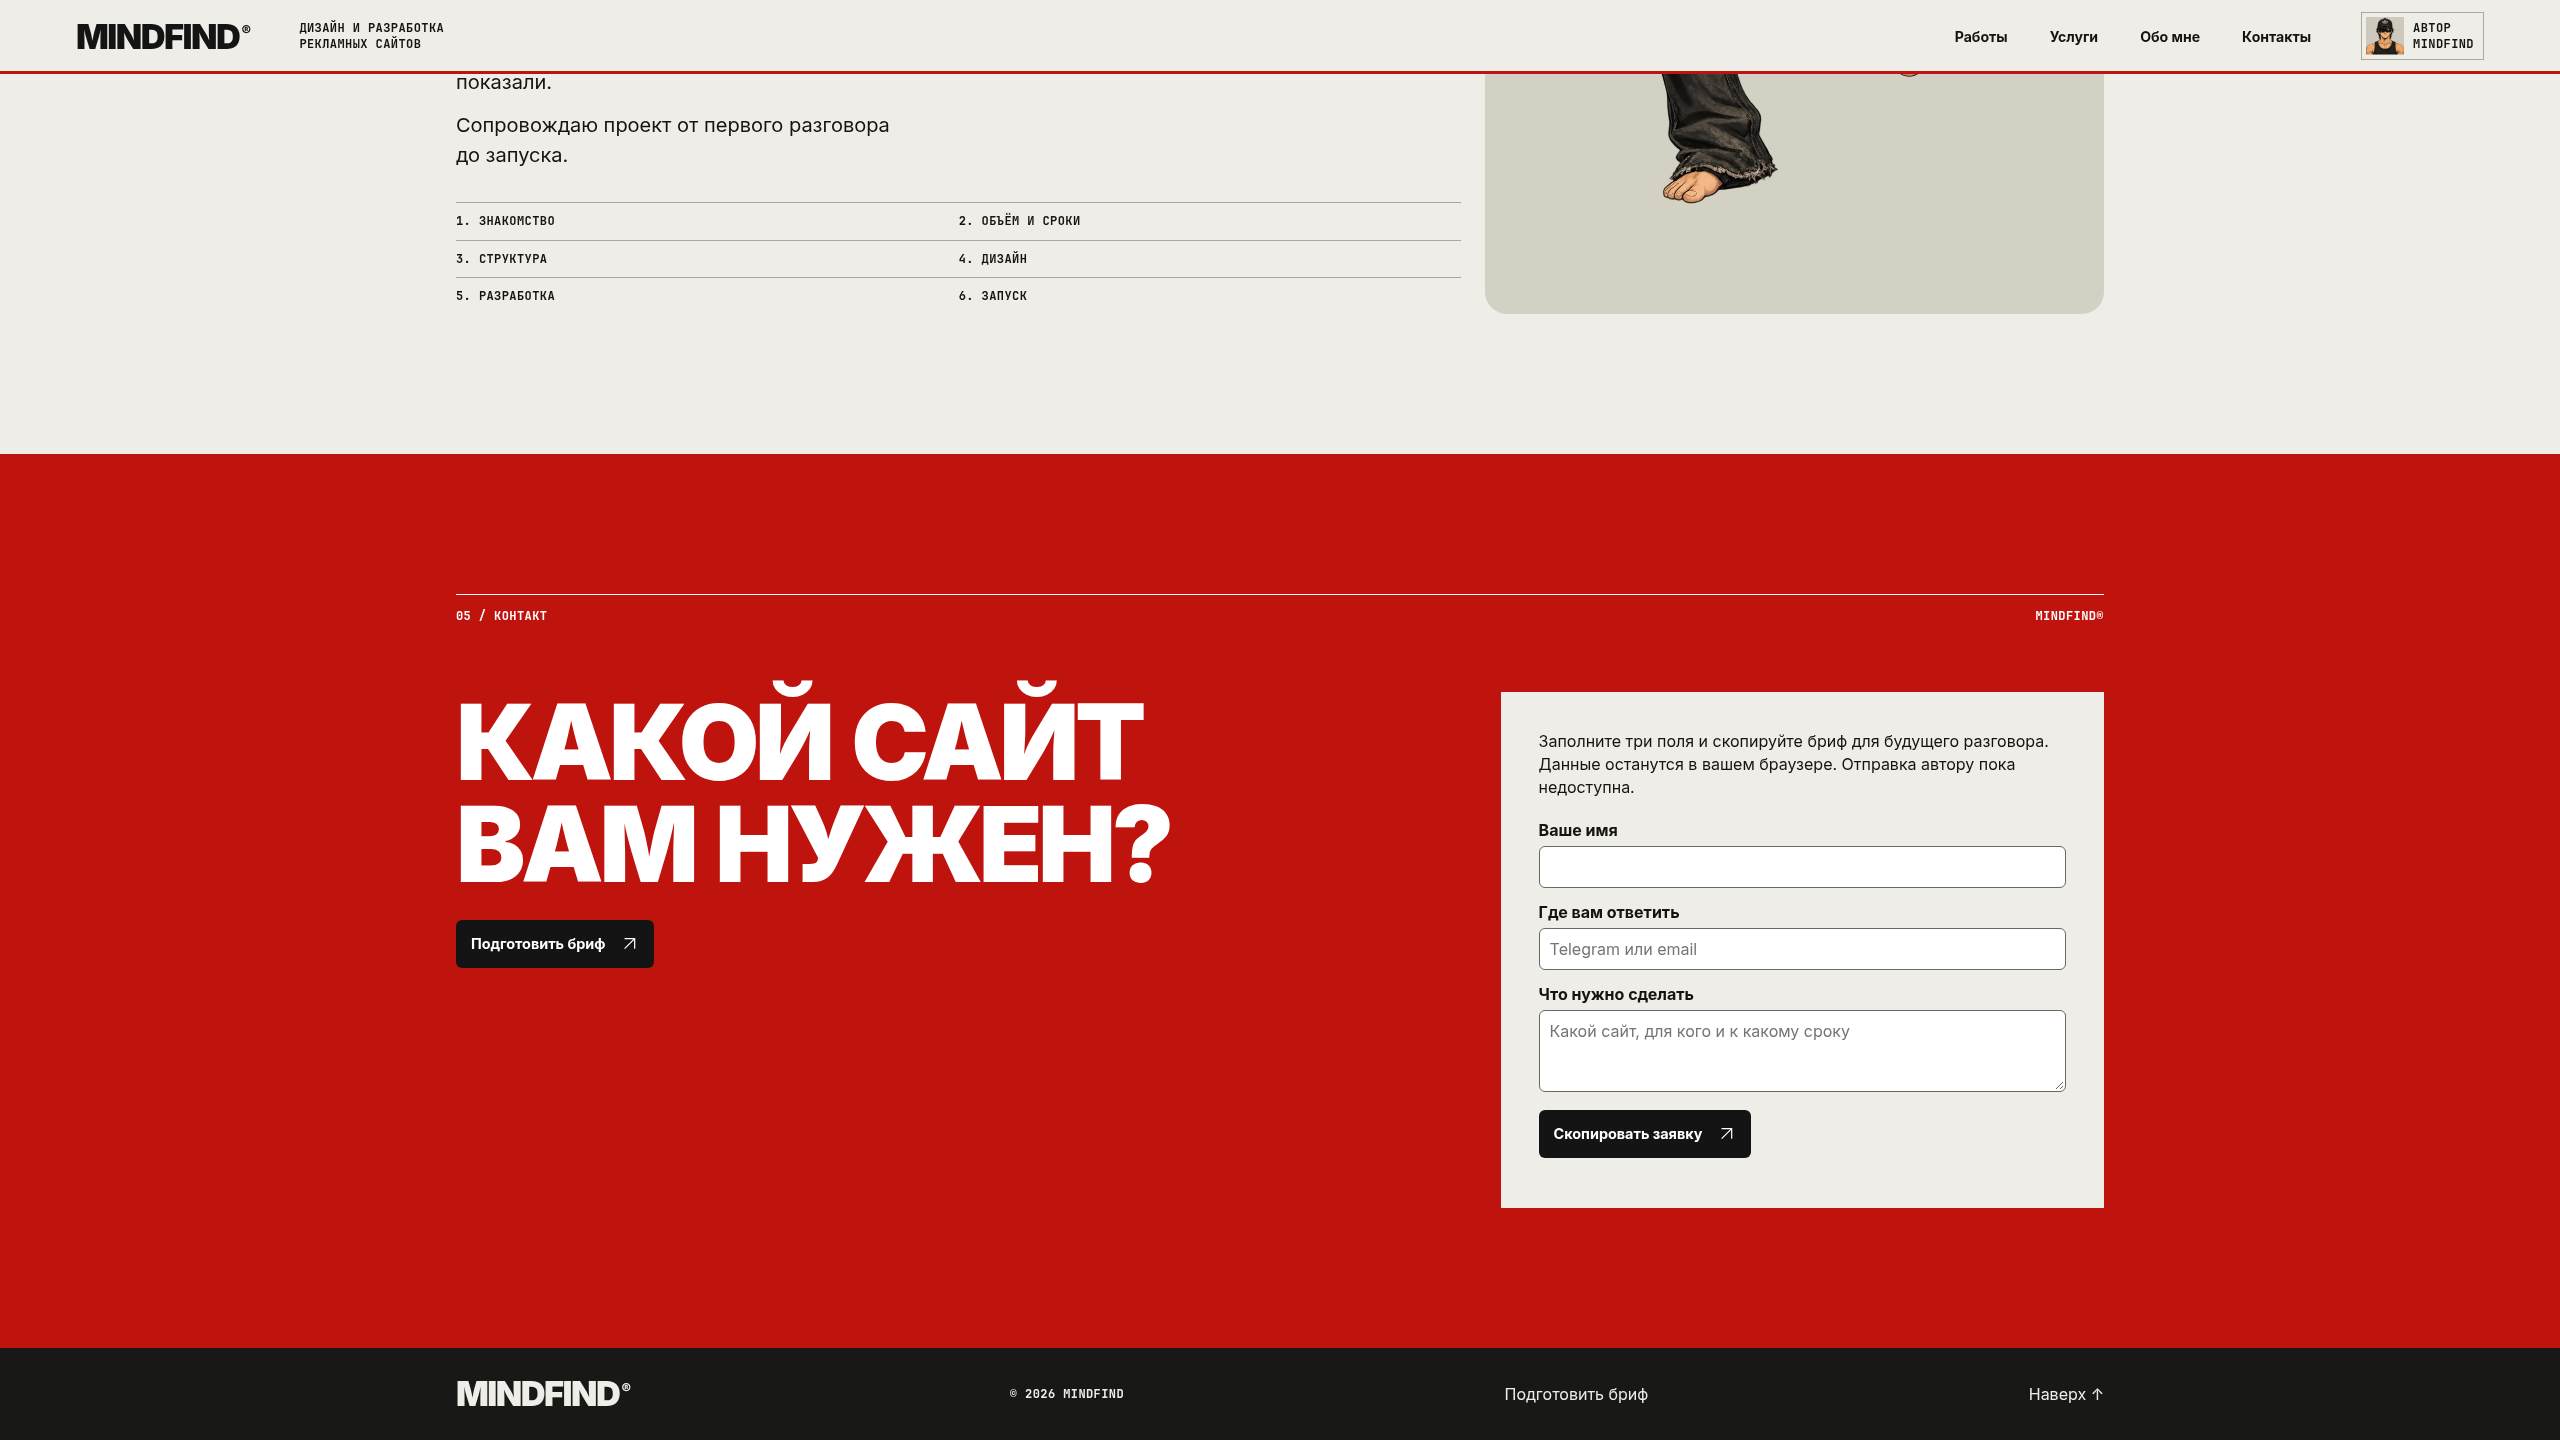 MINDFIND®
ДИЗАЙН И РАЗРАБОТКА
РЕКЛАМНЫХ САЙТОВ
Работы
Услуги
Обо мне
Контакты
АВТОР
MINDFIND
показали.
Сопровождаю проект от первого разговора
до запуска.
1. ЗНАКОМСТВО
2. ОБЪЁМ И СРОКИ
3. СТРУКТУРА
4. ДИЗАЙН
5. РАЗРАБОТКА
6. ЗАПУСК
05 / КОНТАКТ
MINDFIND®
КАКОЙ САЙТ
ВАМ НУЖЕН?
Подготовить бриф
Заполните три поля и скопируйте бриф для будущего разговора.
Данные останутся в вашем браузере. Отправка автору пока
недоступна.
Ваше имя
Где вам ответить
Telegram или email
Что нужно сделать
Какой сайт, для кого и к какому сроку
Скопировать заявку
MINDFIND®
© 2026 MINDFIND
Подготовить бриф
Наверх ↑